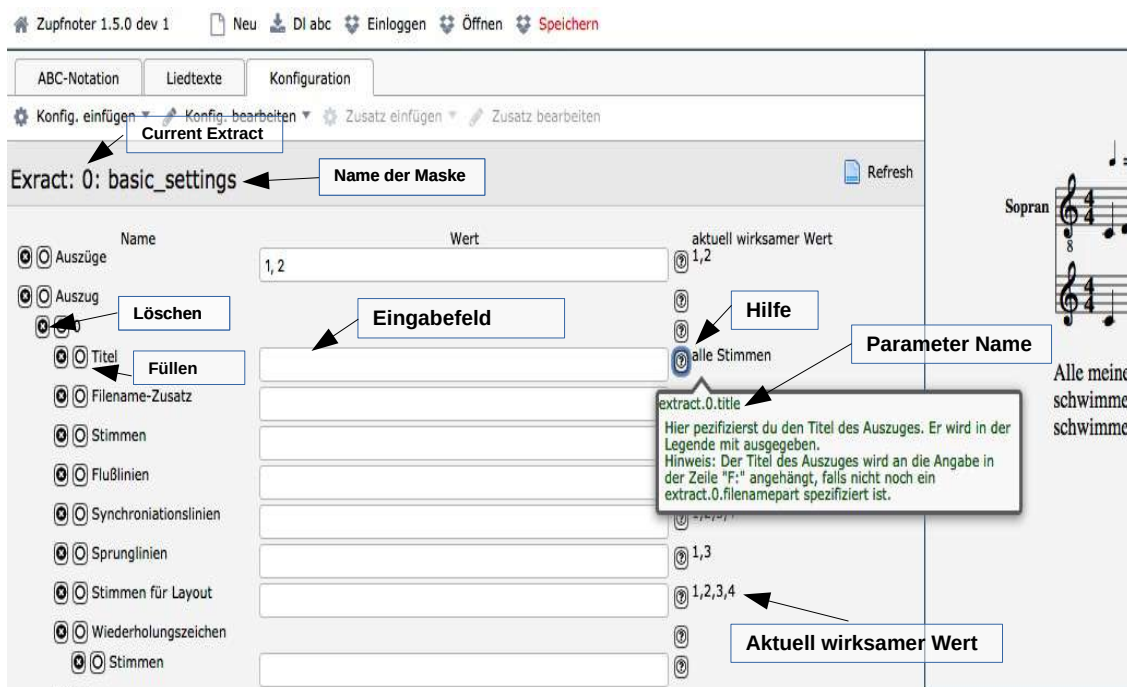 Zupfnoter 1.5.0 dev 1 Neu Dl abc Einloggen Öffnen Speichern
ABC-Notation Liedtexte Konfiguration
Konfig. einfügen Konfig. bearbeiten Zusatz einfügen Zusatz bearbeiten
Current Extract
Exract: 0: basic_settings
Name der Maske
Refresh
Sopran
4
4
8
Name Wert aktuell wirksamer Wert
Auszüge 1, 2 1,2
Auszug
4
4
Löschen
Eingabefeld
Hilfe
Titel alle Stimmen
Füllen
Parameter Name
Filename-Zusatz
extract.0.title
Hier pezifizierst du den Titel des Auszuges. Er wird in der
Legende mit ausgegeben.
Hinweis: Der Titel des Auszuges wird an die Angabe in
der Zeile "F:" angehängt, falls nicht noch ein
extract.0.filenamepart spezifiziert ist.
Alle meine
schwimme
schwimme
Stimmen
Flußlinien
Synchroniationslinien
Sprunglinien 1,3
Stimmen für Layout 1,2,3,4
Wiederholungszeichen
Aktuell wirksamer Wert
Stimmen